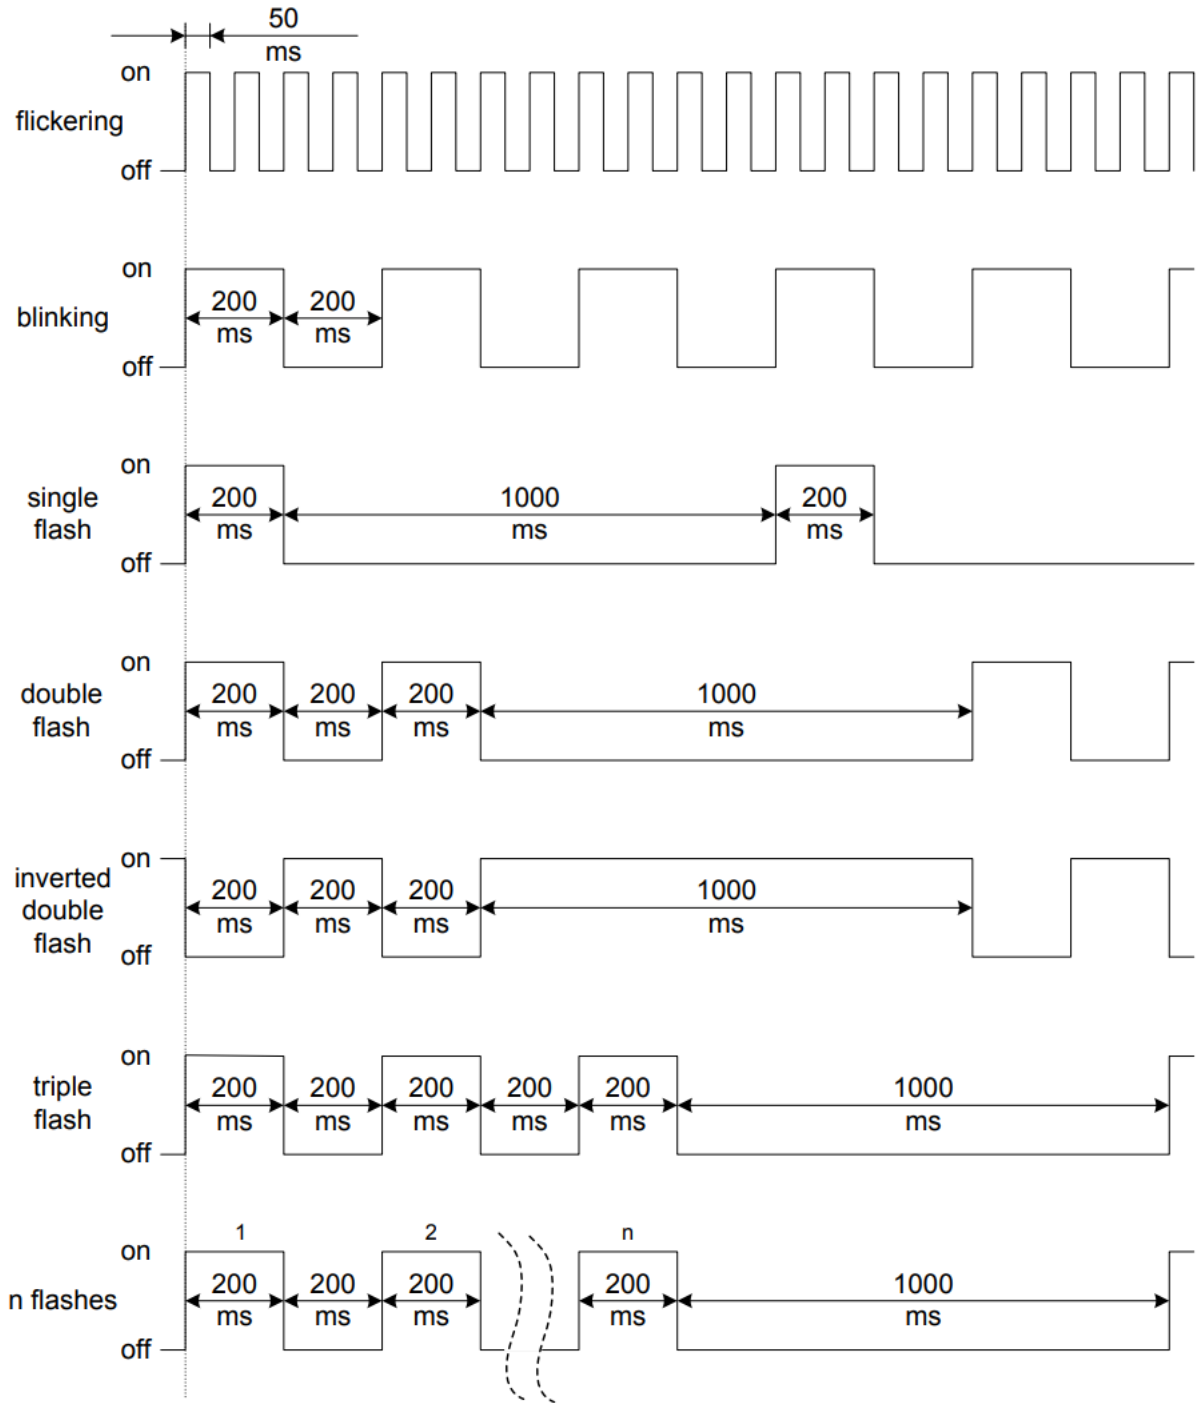 50
ms
on
flickering
off
on
200 200
blinking
ms ms
off
on
single 200 1000 200
flash ms ms ms
off
on
double 200 200 200 1000
flash ms ms ms ms
off
on
inverted 200 200 200 1000
double
flash ms ms ms ms
off
on
triple 200 200 200 200 200 1000
flash ms ms ms ms ms ms
off
1 2 n
on
200 200 200 200 1000
n flashes
ms ms ms ms ms
off